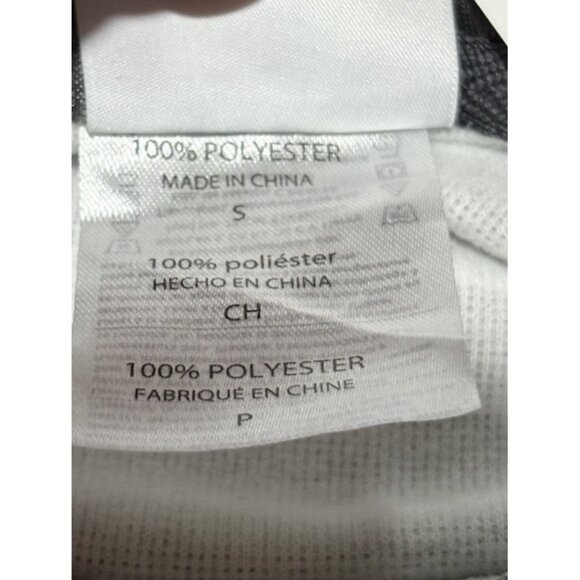 100% POLYESTER
MADE IN CHINA
S
100% poliéster
HECHO EN CHINA
CH
100% POLYESTER
FABRIQUÉ EN CHINE
P